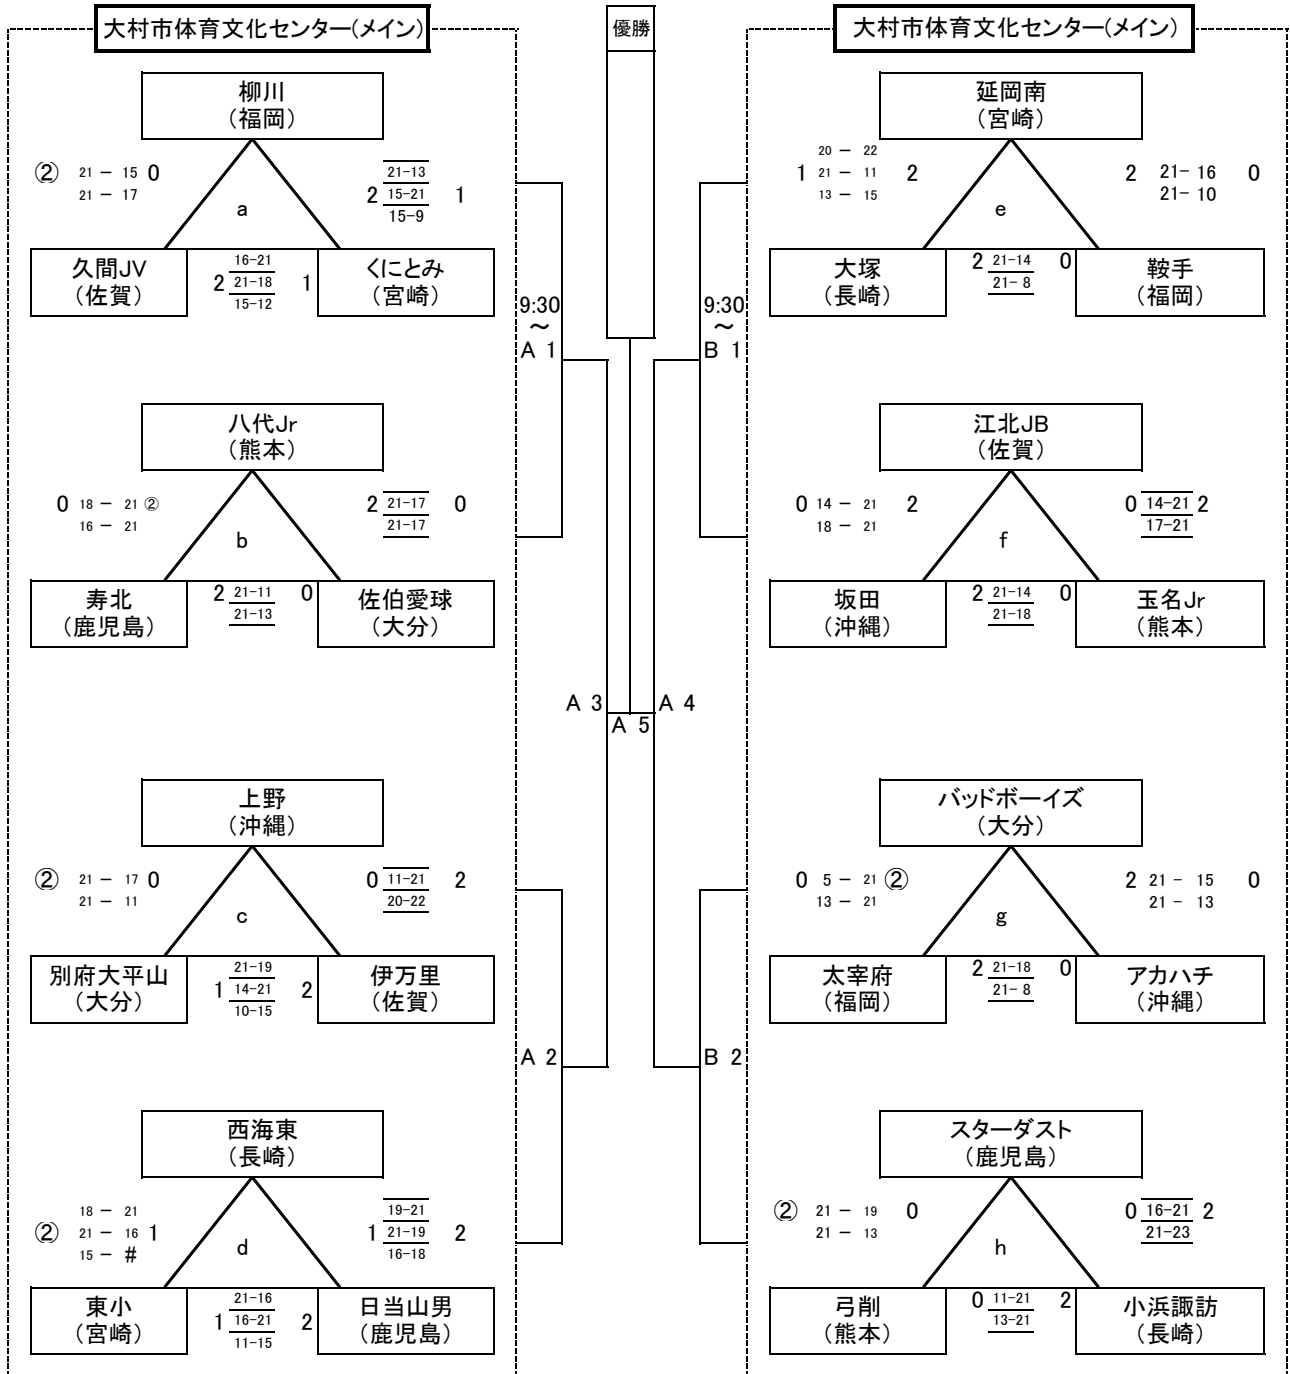 大村市体育文化センター(メイン)
優勝
大村市体育文化センター(メイン)
柳川
（福岡）
② 21 － 15 0
21 － 17
2 21-13 1
15-21
15-9
a
久間JV
（佐賀）
2 16-21 1
21-18
15-12
くにとみ
（宮崎）
延岡南
（宮崎）
20 － 22
1 21 － 11 2
13 － 15
2 21- 16 0
21- 10
e
大塚
（長崎）
2 21-14 0
21- 8
鞍手
（福岡）
9:30
～
A 1
9:30
～
B 1
八代Jr
（熊本）
0 18 － 21 ②
16 － 21
2 21-17 0
21-17
b
寿北
（鹿児島）
2 21-11 0
21-13
佐伯愛球
（大分）
江北JB
（佐賀）
0 14 － 21 2
18 － 21
0 14-21 2
17-21
f
坂田
（沖縄）
2 21-14 0
21-18
玉名Jr
（熊本）
A 3
A 5
A 4
上野
（沖縄）
② 21 － 17 0
21 － 11
0 11-21 2
20-22
c
別府大平山
（大分）
1 21-19 2
14-21
10-15
伊万里
（佐賀）
バッドボーイズ
（大分）
0 5 － 21 ②
13 － 21
2 21 － 15 0
21 － 13
g
太宰府
（福岡）
2 21-18 0
21- 8
アカハチ
（沖縄）
A 2
B 2
西海東
（長崎）
18 － 21
② 21 － 16 1
15 － #
19-21
1 21-19 2
16-18
d
東小
（宮崎）
21-16
1 16-21 2
11-15
日当山男
（鹿児島）
スターダスト
（鹿児島）
② 21 － 19 0
21 － 13
0 16-21 2
21-23
h
弓削
（熊本）
0 11-21 2
13-21
小浜諏訪
（長崎）